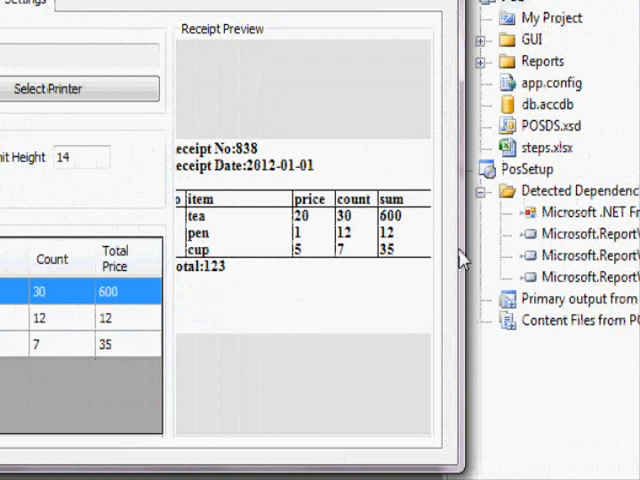 Settings
Select Printer
Height 14
Count Total Price
30 600
12 12
7 35
Receipt Preview
eceipt No:838
eceipt Date:2012-01-01
o item price count sum
tea 20 30 600
pen 1 12 12
cup 5 7 35
otal:123
My Project
GUI
Reports
app.config
db.accdb
POSDS.xsd
steps.xlsx
PosSetup
Detected Dependenc
Microsoft .NET Fr
Microsoft.ReportV
Microsoft.ReportV
Microsoft.ReportV
Primary output from
Content Files from PO